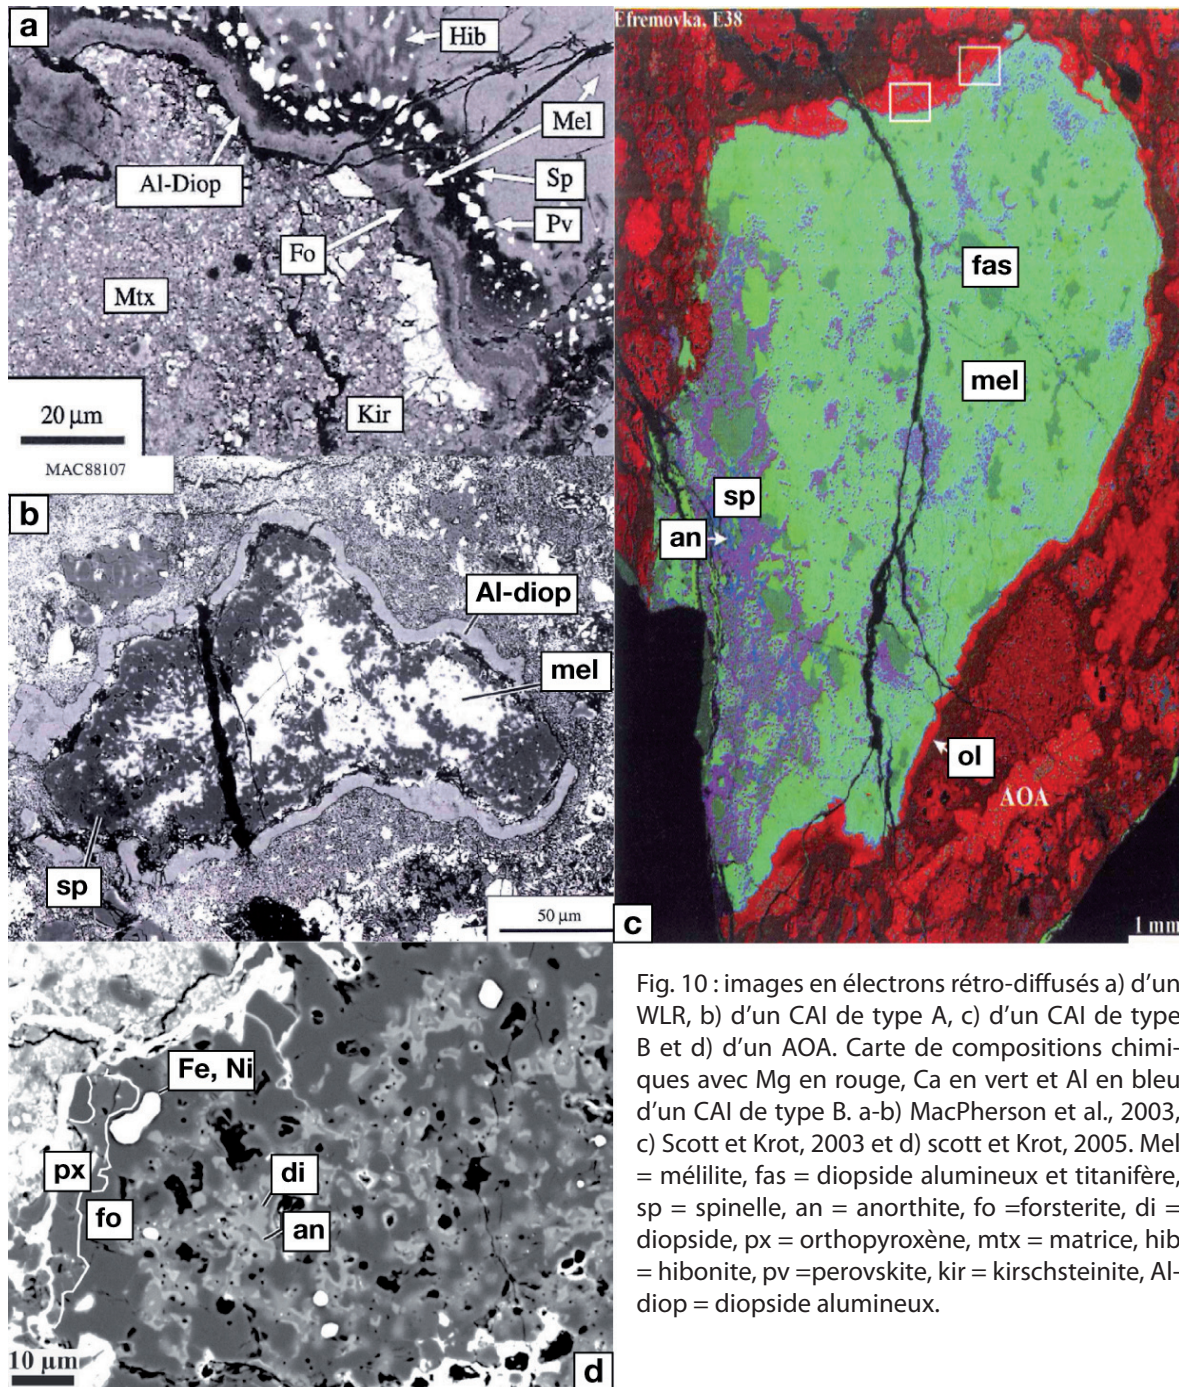 a
Hib
Mel
Al-Diop
Sp
Fo
Pv
Mtx
20 µm
Kir
MAC88107
b
Al-diop
mel
sp
50 µm
Efremovka, E38
fas
mel
sp
an
ol
AOA
c
1 mm
Fe, Ni
px
di
fo
an
10 µm
d
Fig. 10 : images en électrons rétro-diffusés a) d'un
WLR, b) d'un CAI de type A, c) d'un CAI de type
B et d) d'un AOA. Carte de compositions chimi-
ques avec Mg en rouge, Ca en vert et Al en bleu
d'un CAI de type B. a-b) MacPherson et al., 2003,
c) Scott et Krot, 2003 et d) scott et Krot, 2005. Mel
= mélilite, fas = diopside alumineux et titanifère,
sp = spinelle, an = anorthite, fo =forsterite, di =
diopside, px = orthopyroxène, mtx = matrice, hib
= hibonite, pv =perovskite, kir = kirschsteinite, Al-
diop = diopside alumineux.